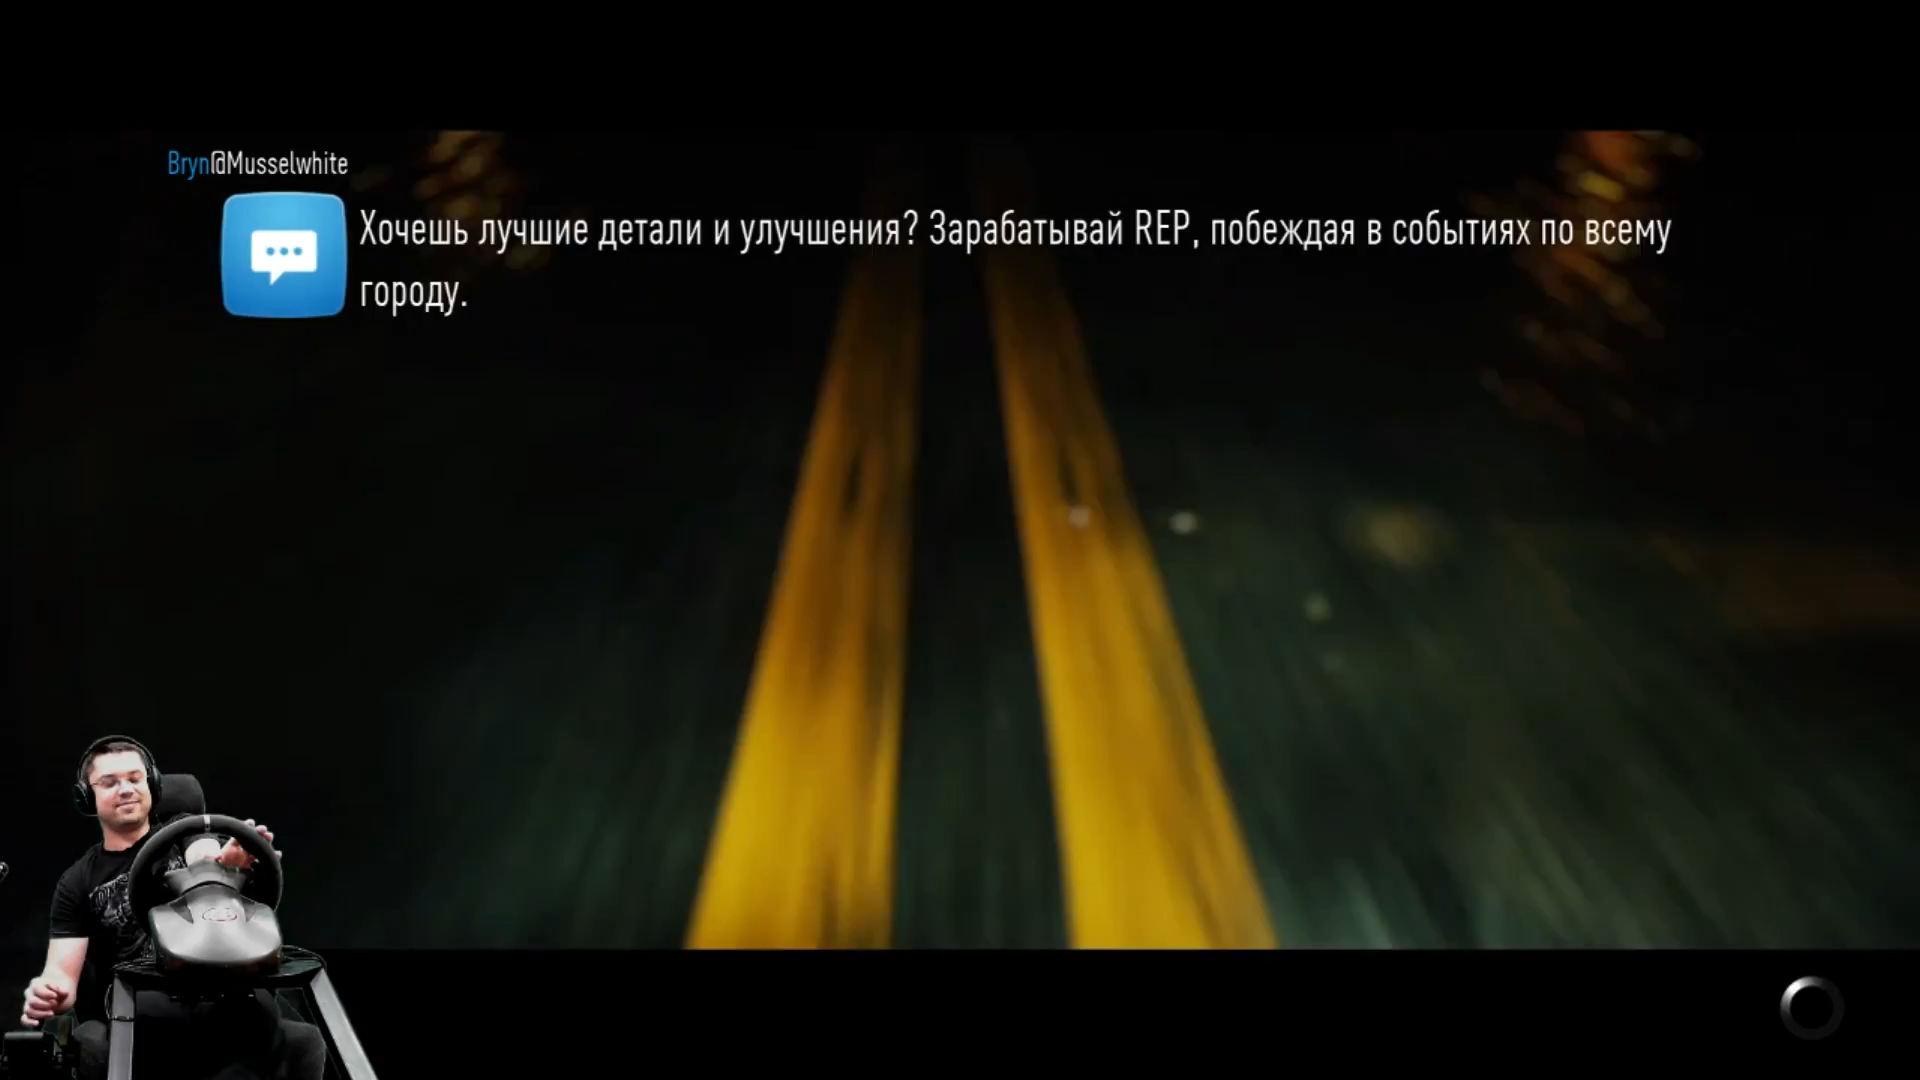 Bryn@Musselwhite
Хочешь лучшие детали и улучшения? Зарабатывай REP, побеждая в событиях по всему
городу.